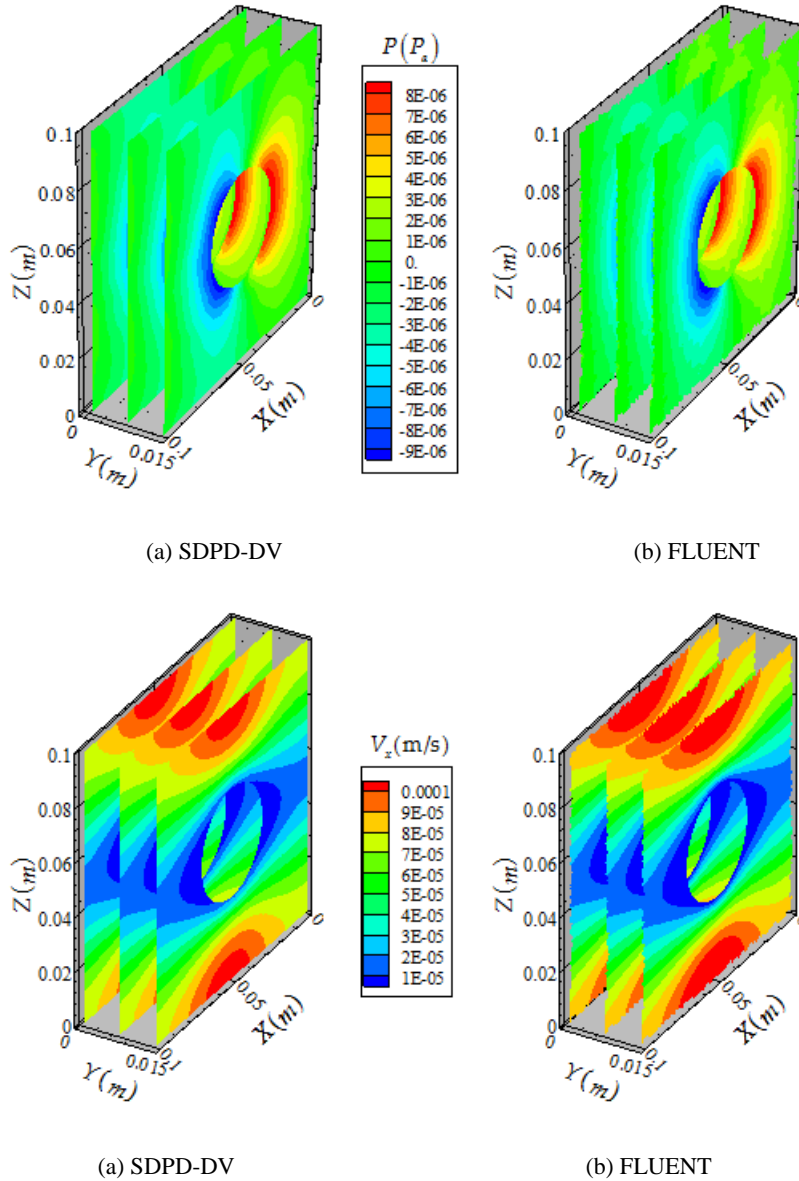 P(Pa)
8E-06
7E-06
6E-06
5E-06
4E-06
3E-06
2E-06
1E-06
0.
-1E-06
-2E-06
-3E-06
-4E-06
-5E-06
-6E-06
-7E-06
-8E-06
-9E-06
0.1
0.08
0.06
0.04
0.02
0
Z(m)
0
0.015
Y(m)
0.1
0.05
0
X(m)
0.1
0.08
0.06
0.04
0.02
0
Z(m)
0
0.015
Y(m)
0.1
0.05
0
X(m)
(a) SDPD-DV
(b) FLUENT
Vx(m/s)
0.0001
9E-05
8E-05
7E-05
6E-05
5E-05
4E-05
3E-05
2E-05
1E-05
0.1
0.08
0.06
0.04
0.02
0
Z(m)
0
0.015
Y(m)
0.1
0.05
0
X(m)
0.1
0.08
0.06
0.04
0.02
0
Z(m)
0
0.015
Y(m)
0.1
0.05
0
X(m)
(a) SDPD-DV
(b) FLUENT